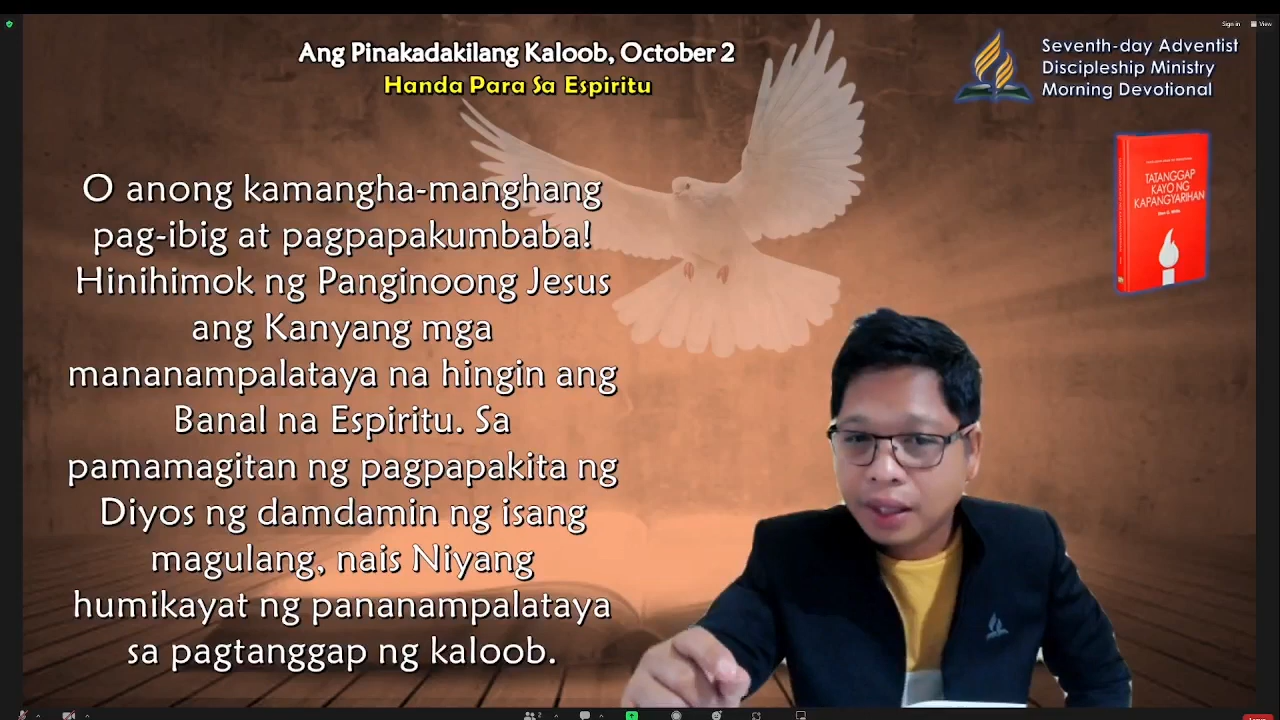 Sign in
View
Ang Pinakadakilang Kaloob, October 2
Handa Para Sa Espiritu
Seventh-day Adventist
Discipleship Ministry
Morning Devotional
TATANGGAP
KAYO NG
KAPANGYARIHAN
O anong kamangha-manghang
pag-ibig at pagpapakumbaba!
Hinihimok ng Panginoong Jesus
ang Kanyang mga
mananampalataya na hingin ang
Banal na Espiritu. Sa
pamamagitan ng pagpapakita ng
Diyos ng damdamin ng isang
magulang, nais Niyang
humikayat ng pananampalataya
sa pagtanggap ng kaloob.